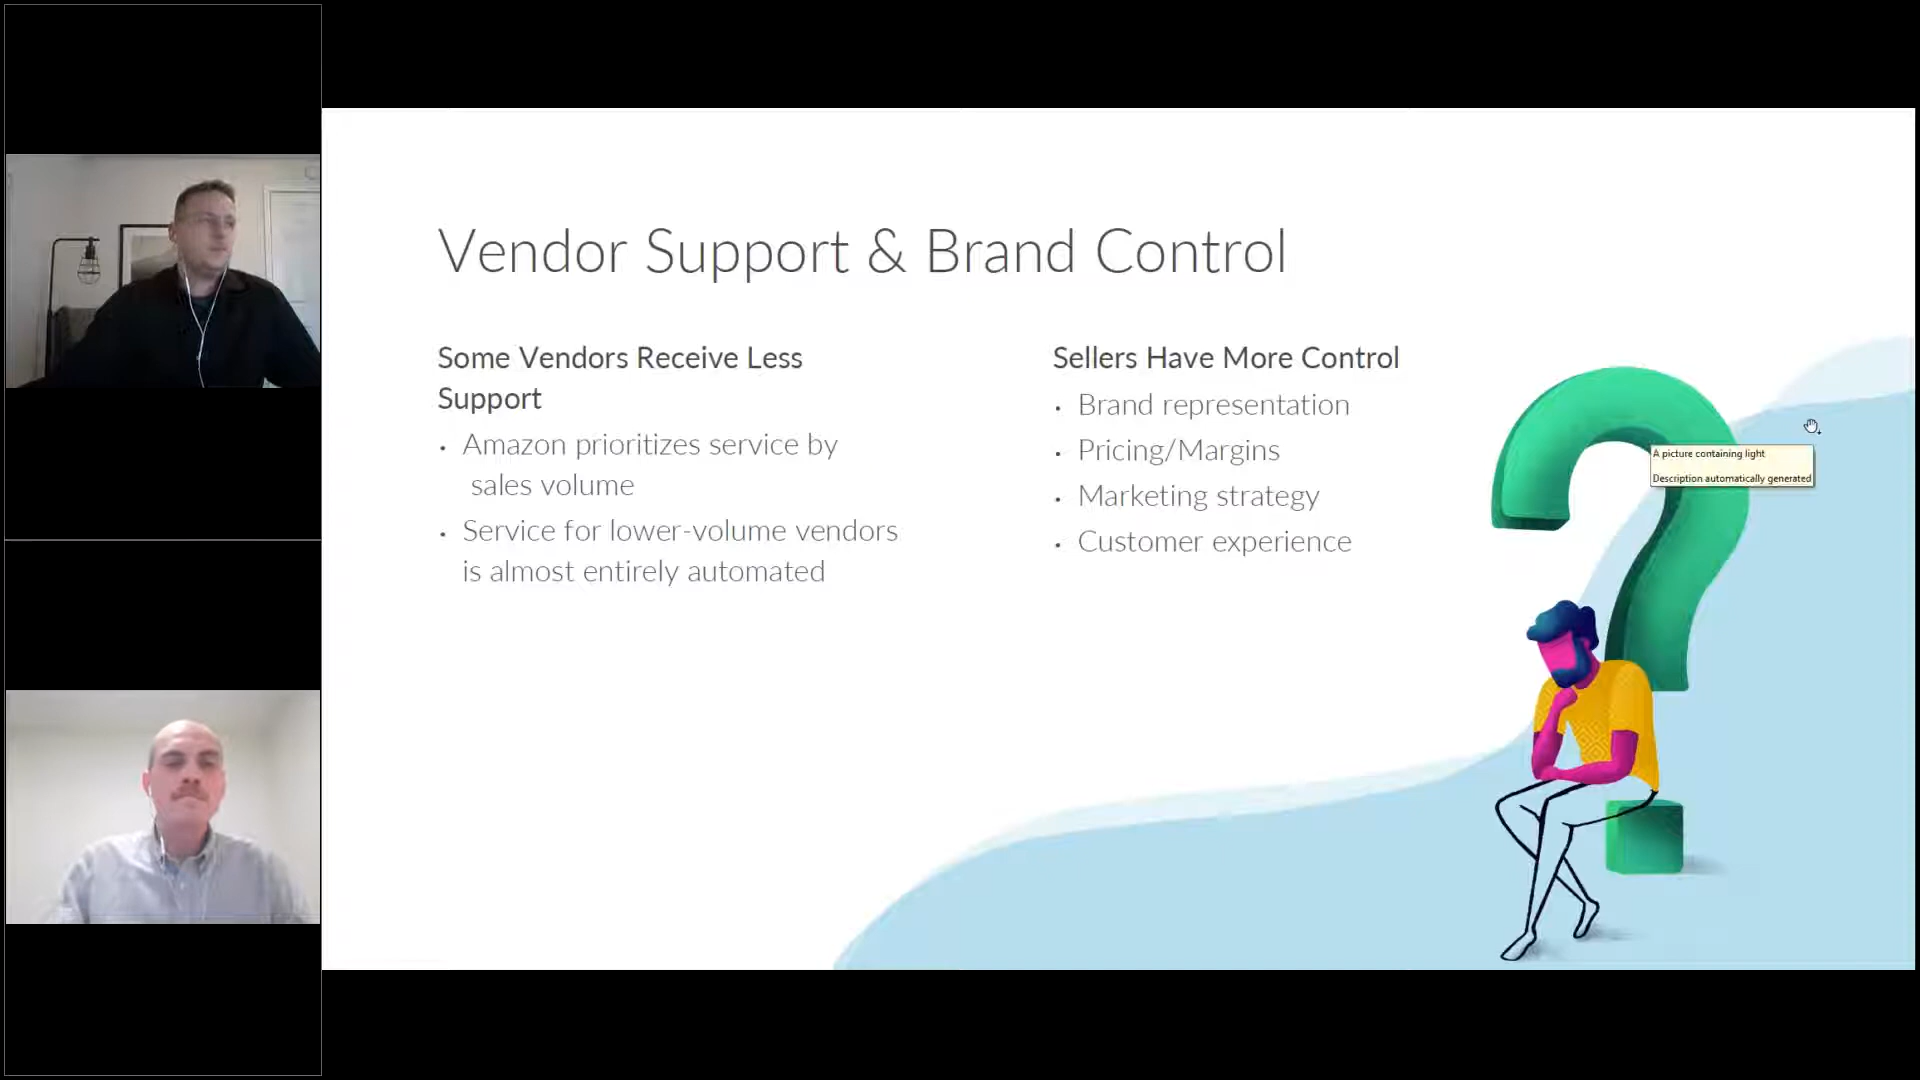 Vendor Support & Brand Control
Some Vendors Receive Less
Support
• Amazon prioritizes service by
sales volume
• Service for lower-volume vendors
is almost entirely automated
Sellers Have More Control
• Brand representation
• Pricing/Margins
• Marketing strategy
• Customer experience
A picture containing light
Description automatically generated